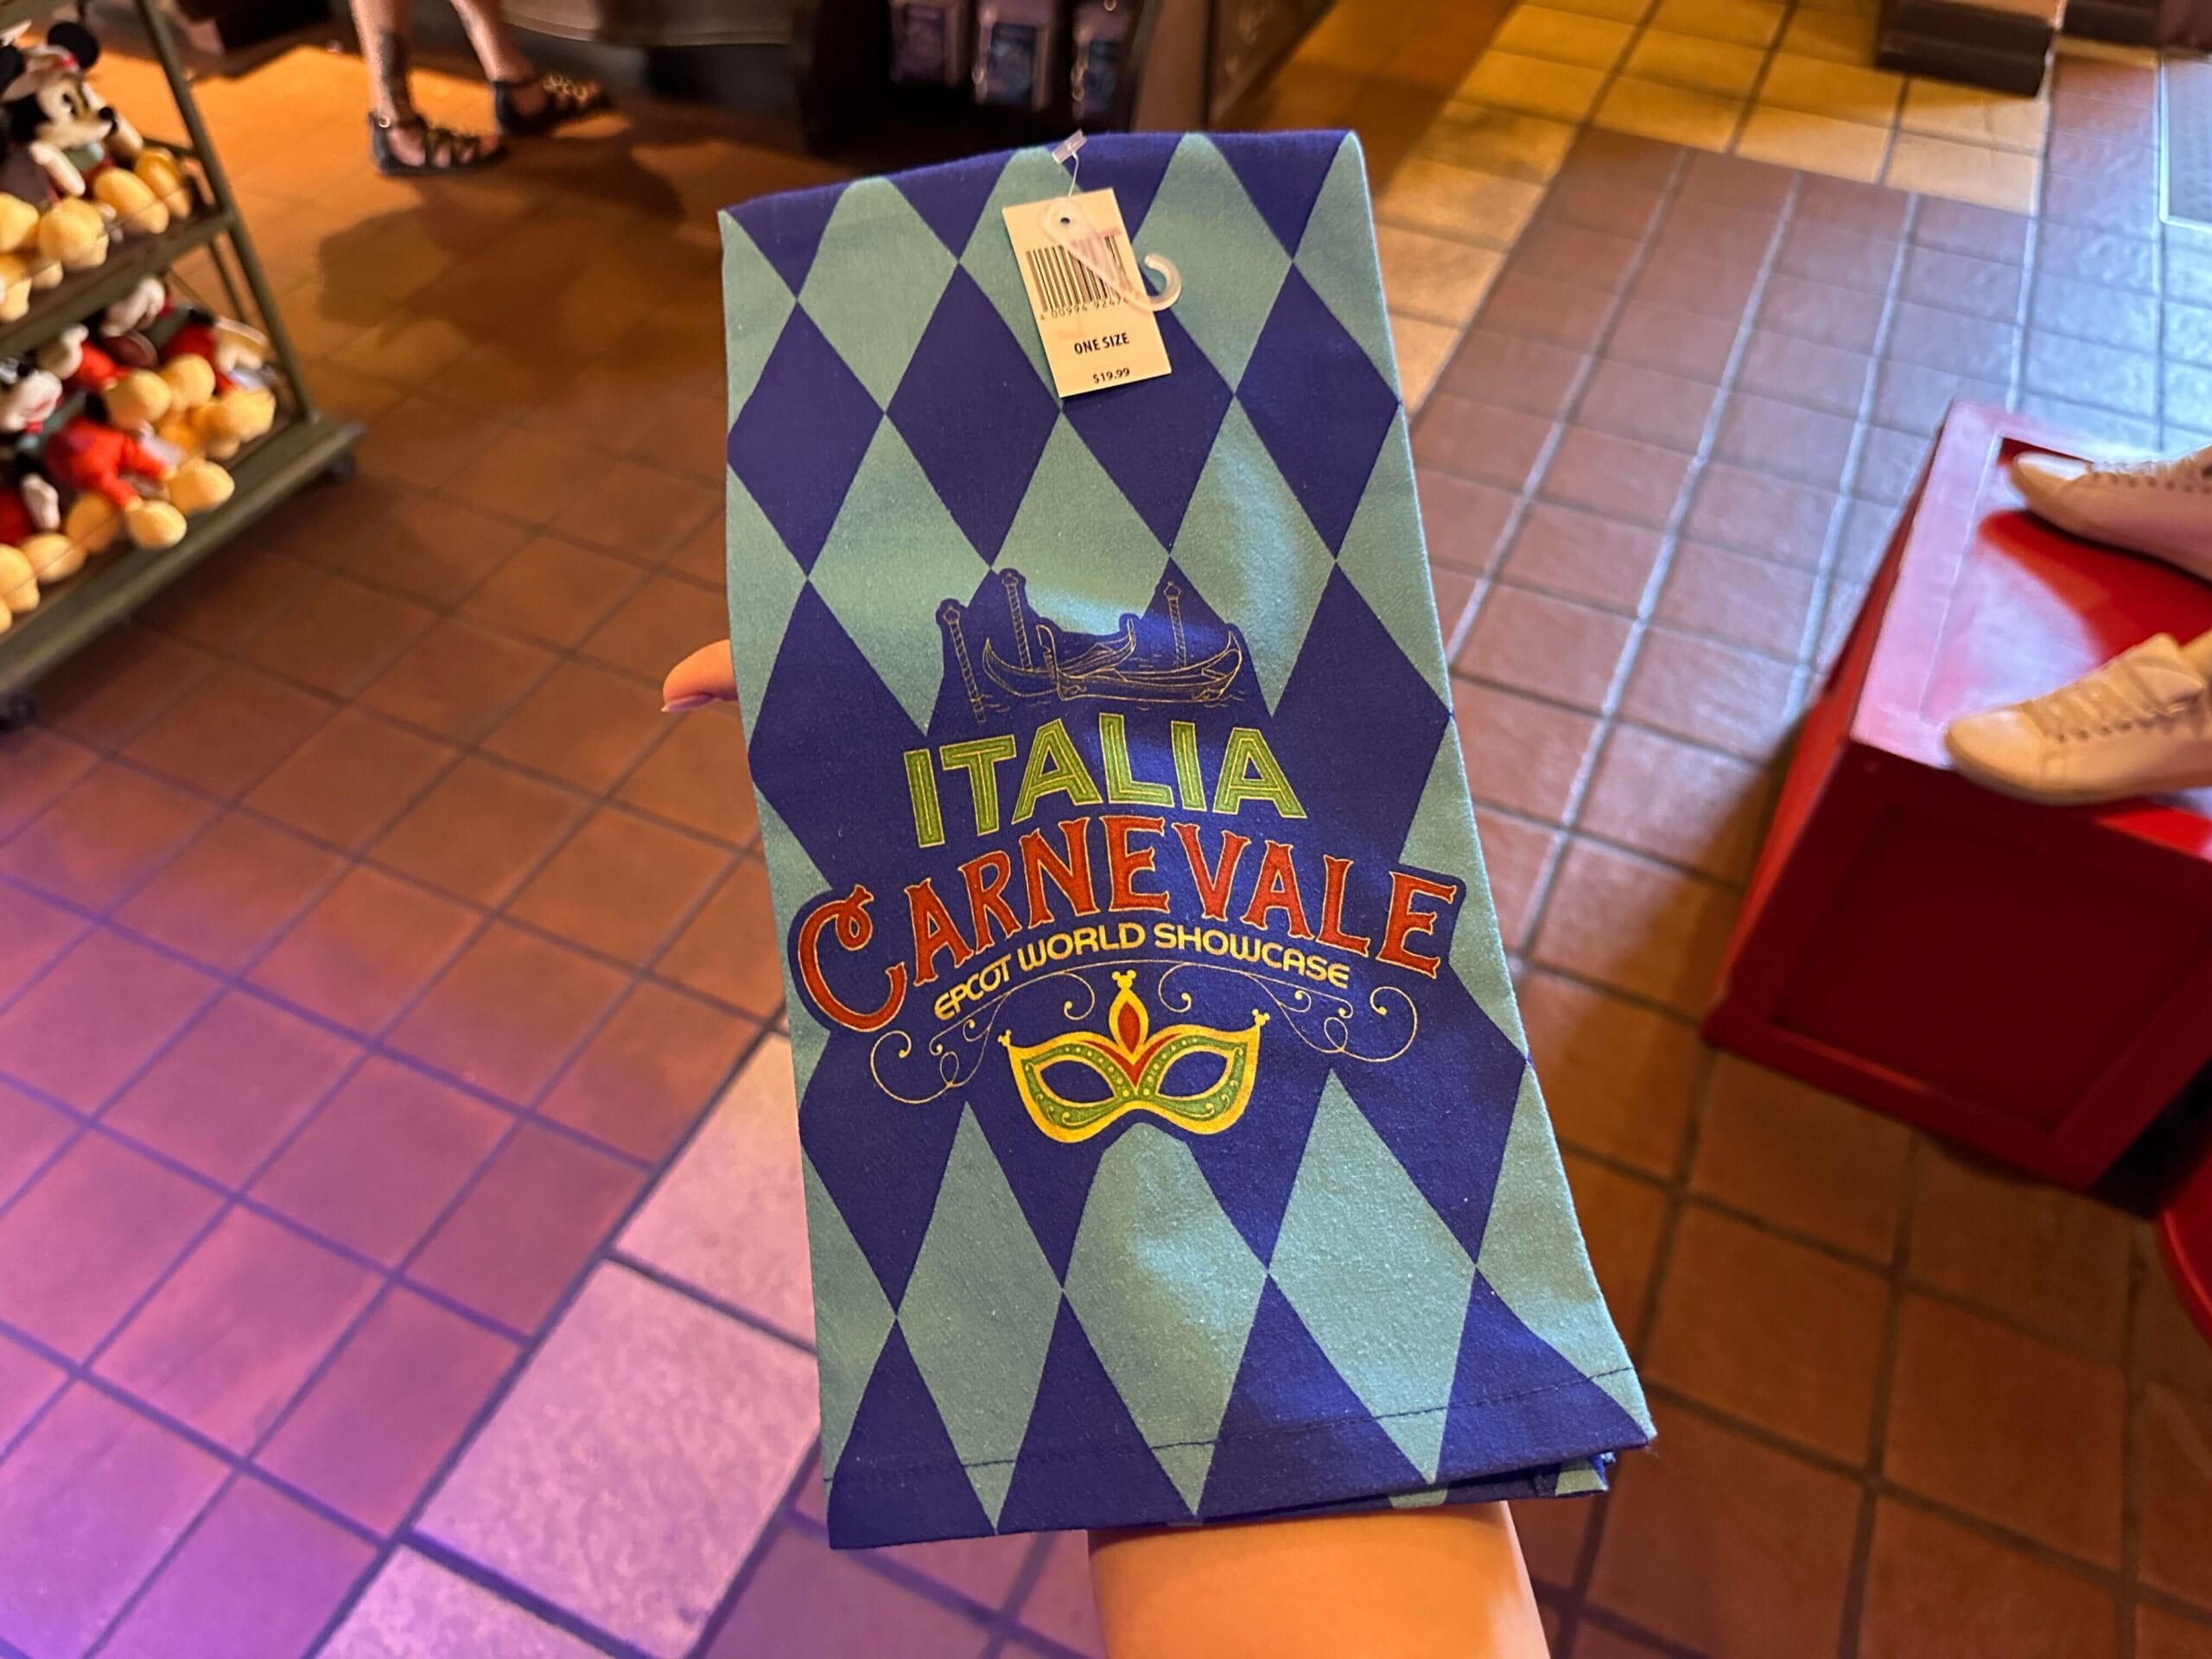 ONE SIZE
$19.99
ITALIA
CARNEVALE
EPCOT WORLD SHOWCASE